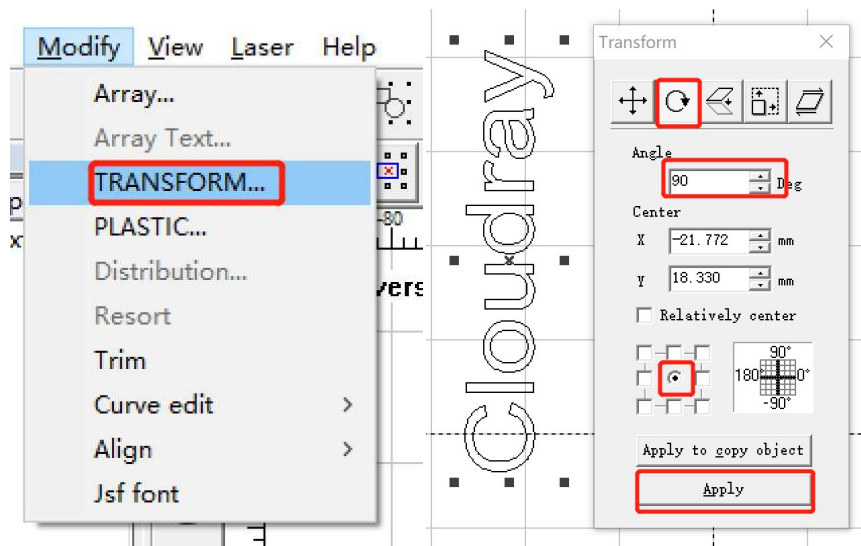 Modify View Laser Help
Array...
Array Text...
TRANSFORM...
PLASTIC...
Distribution...
Resort
Trim
Curve edit >
Align >
Jsf font
-80
Cloudray
Transform
Angle
90 Deg
Center
X -21.772 mm
Y 18.330 mm
Relatively center
90°
180° 0°
-90°
Apply to copy object
Apply